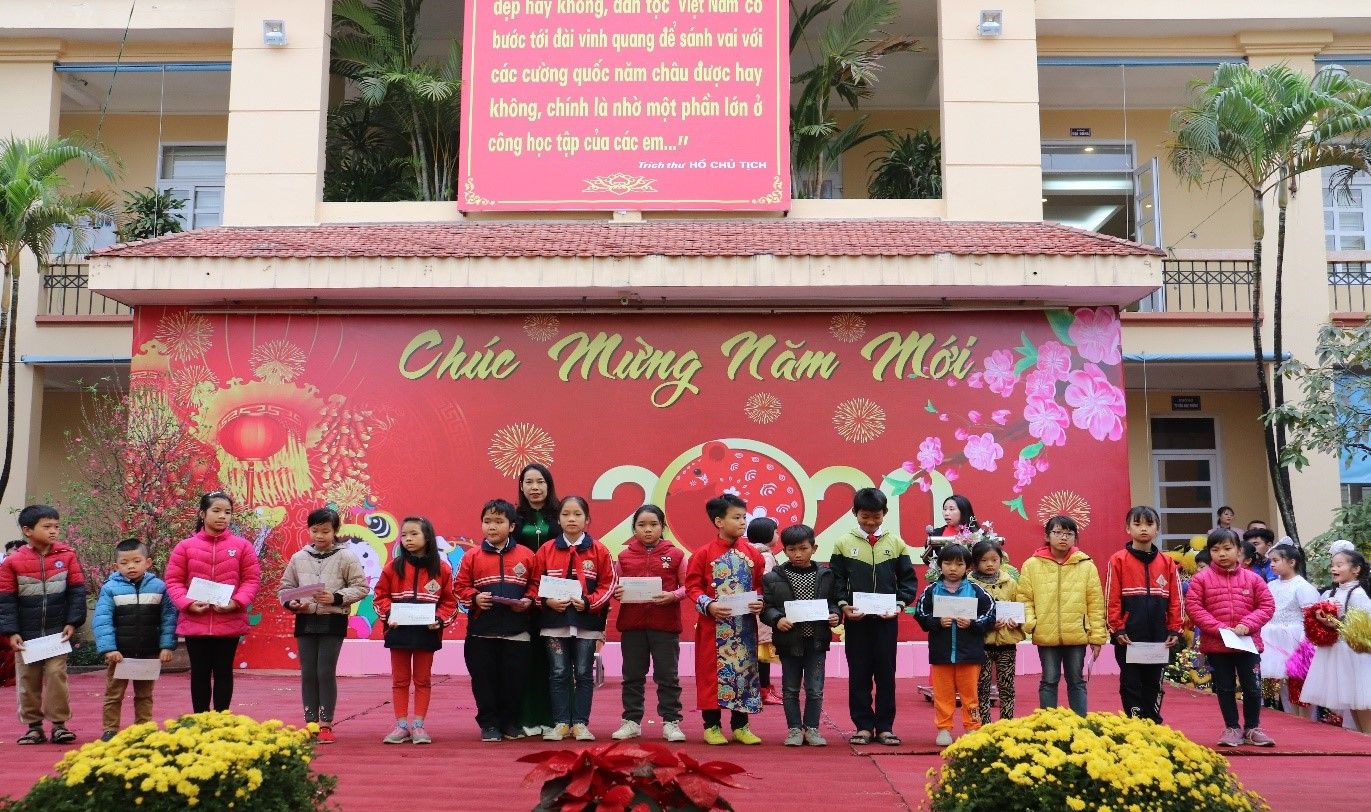 đẹp hay không, dân tộc Việt Nam có
bước tới đài vinh quang để sánh vai với
các cường quốc năm châu được hay
không, chính là nhờ một phần lớn ở
công học tập của các em..."
Trích thư HỒ CHỦ TỊCH
Chúc Mừng Năm Mới
2020